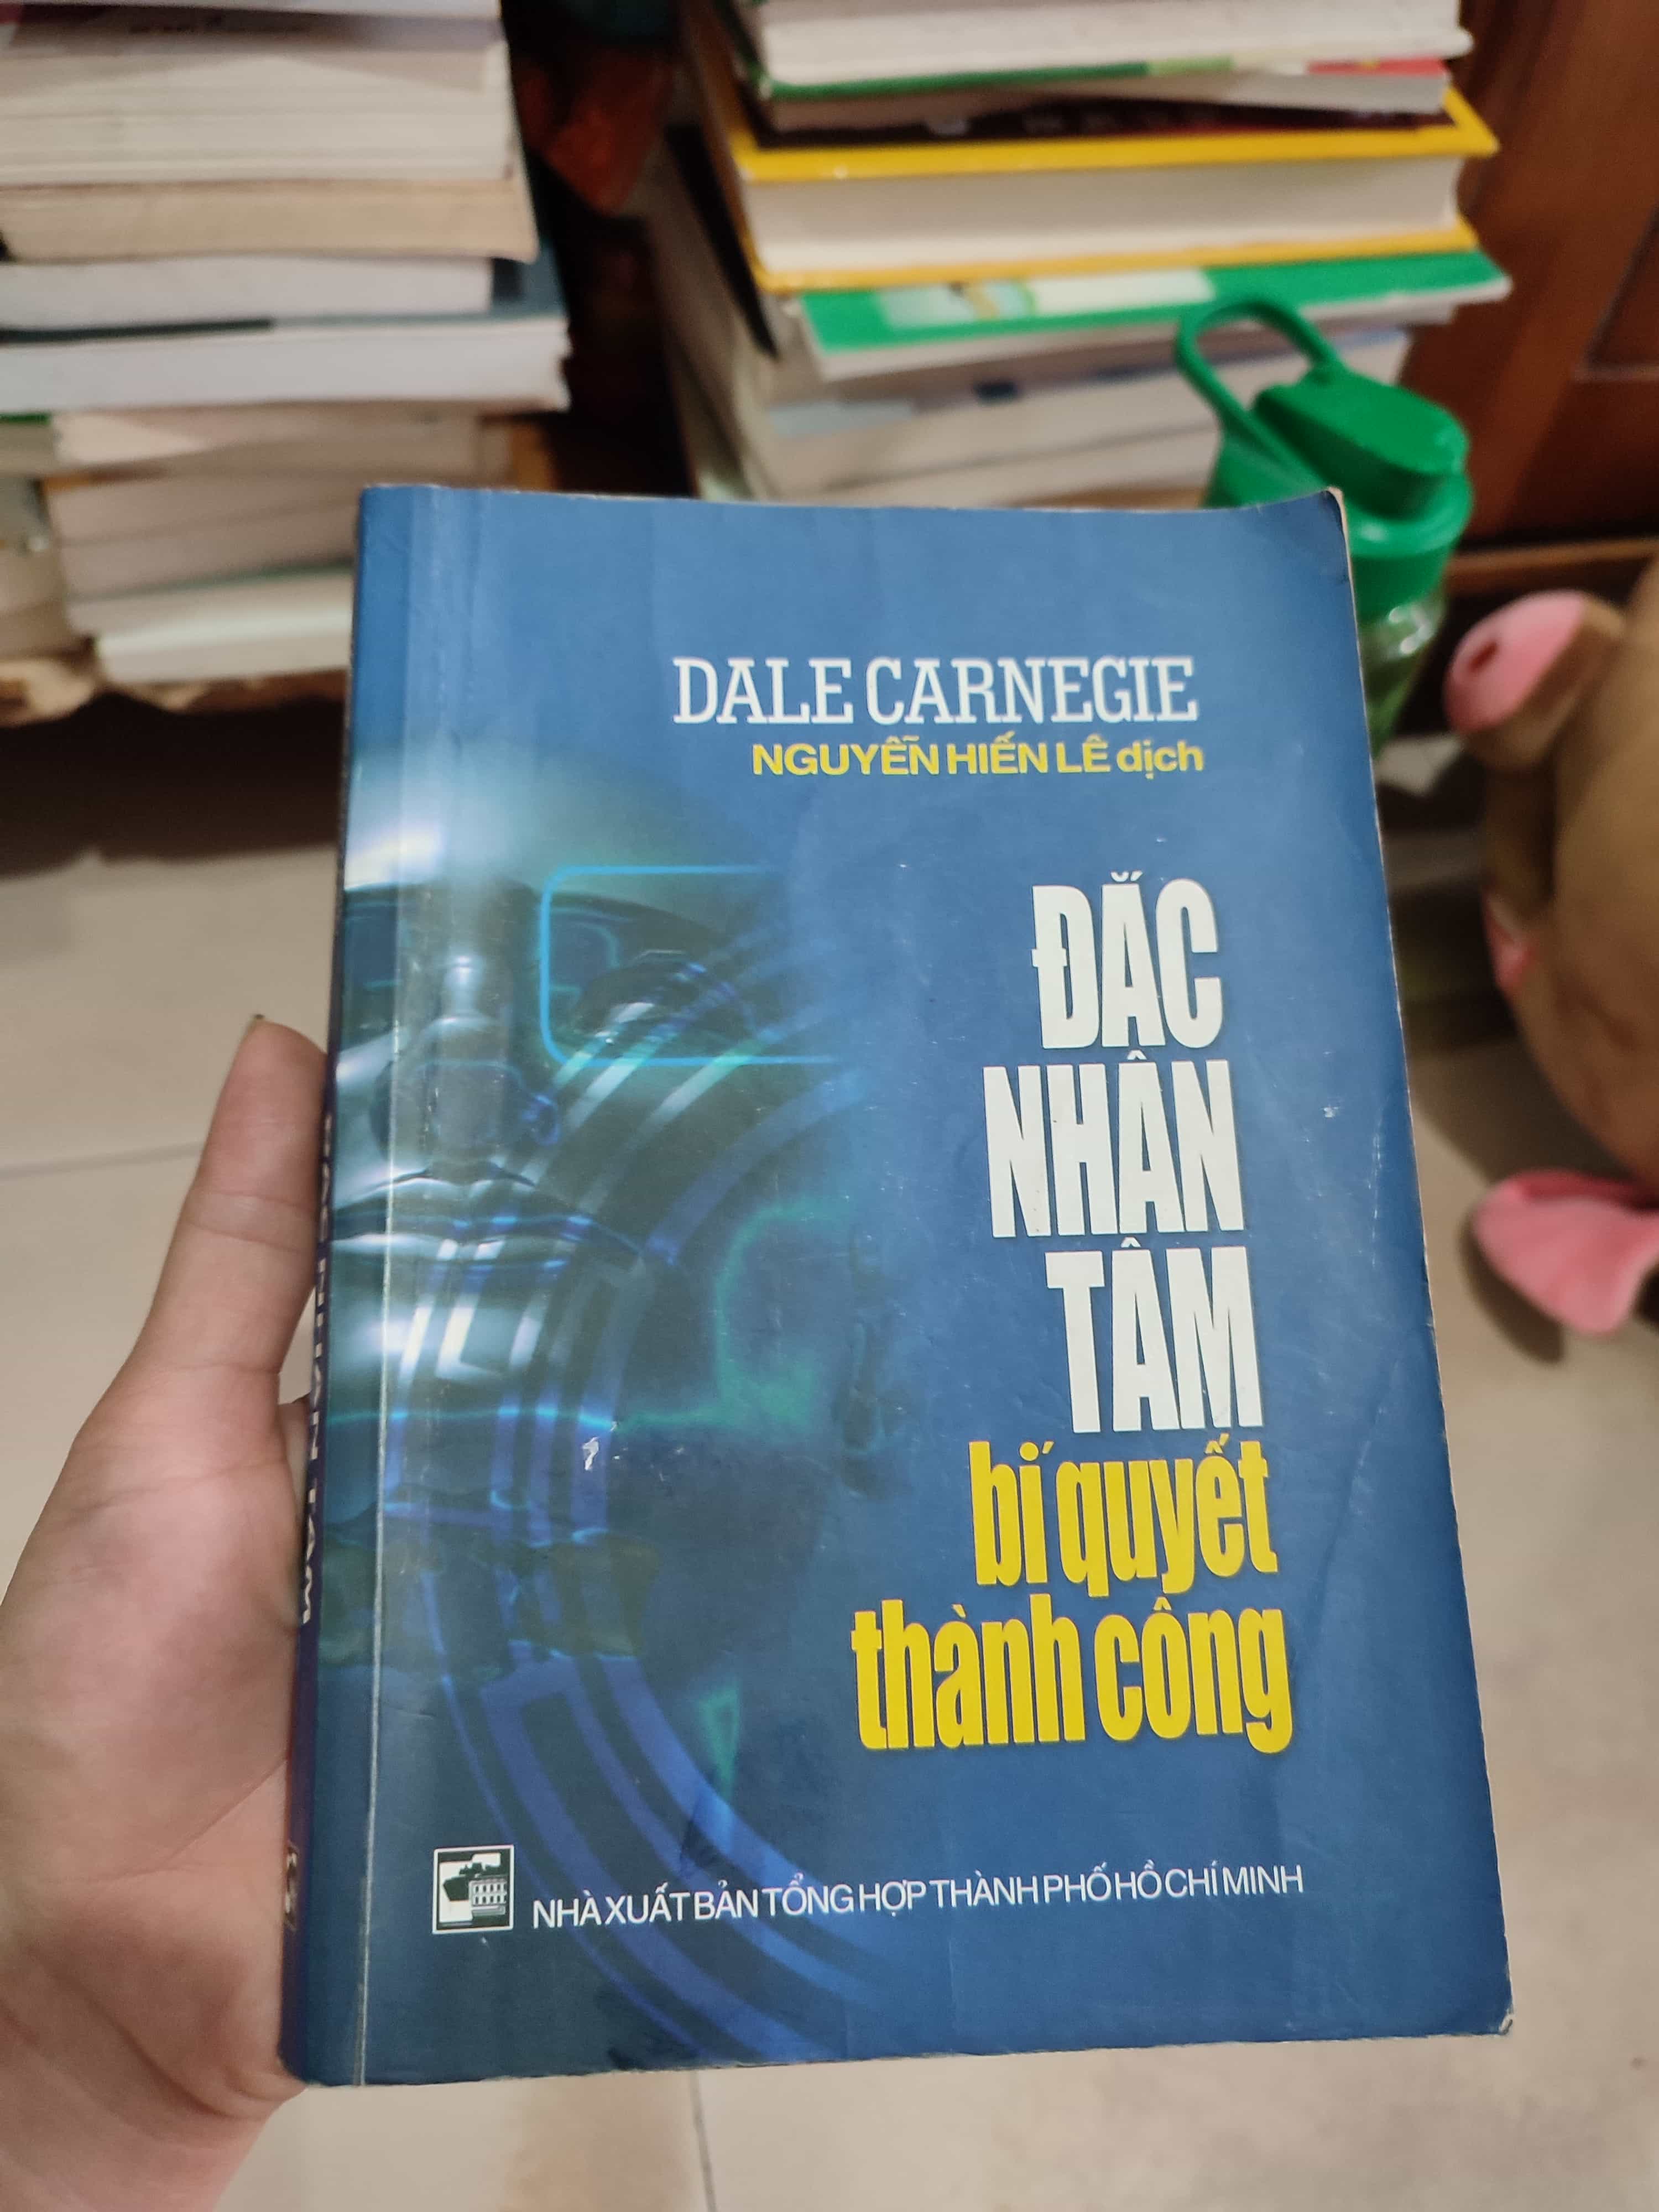 DALE CARNEGIE
NGUYỄN HIẾN LÊ dịch
ĐẮC
NHÂN
TÂM
bí quyết
thành công
NHÀ XUẤT BẢN TỔNG HỢP THÀNH PHỐ HỒ CHÍ MINH